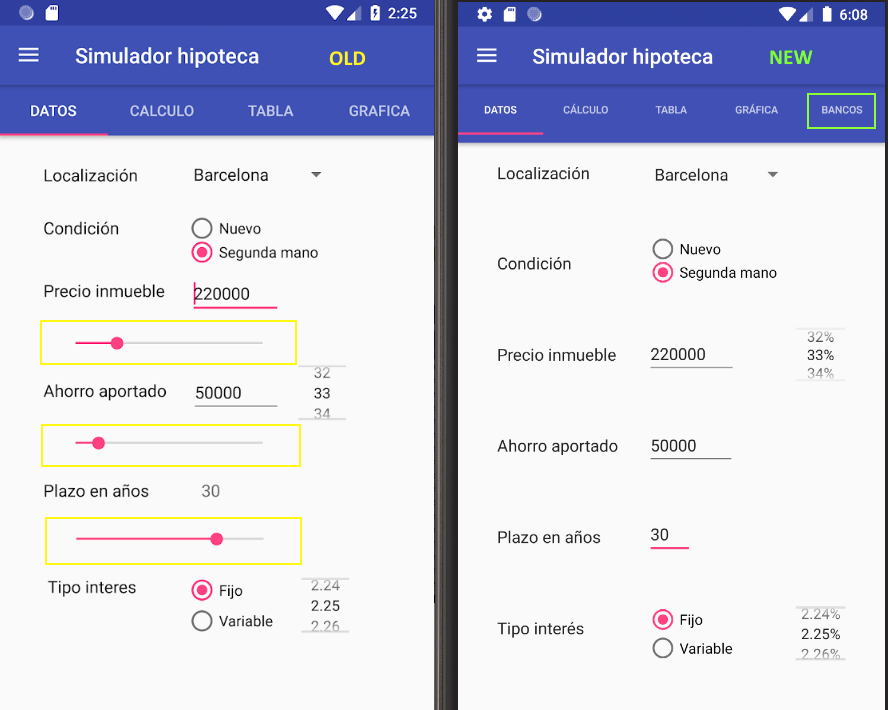 2:25
Simulador hipoteca OLD
DATOS CALCULO TABLA GRAFICA
Localización Barcelona
Condición Nuevo
Segunda mano
Precio inmueble 220000
32
Ahorro aportado 50000 33
34
Plazo en años 30
Tipo interes Fijo 2.24
2.25
Variable 2.26
6:08
Simulador hipoteca NEW
DATOS CÁLCULO TABLA GRÁFICA BANCOS
Localización Barcelona
Nuevo
Condición
Segunda mano
32%
Precio inmueble 220000 33%
34%
Ahorro aportado 50000
Plazo en años 30
2.24%
Fijo
Tipo interés 2.25%
Variable 2.26%